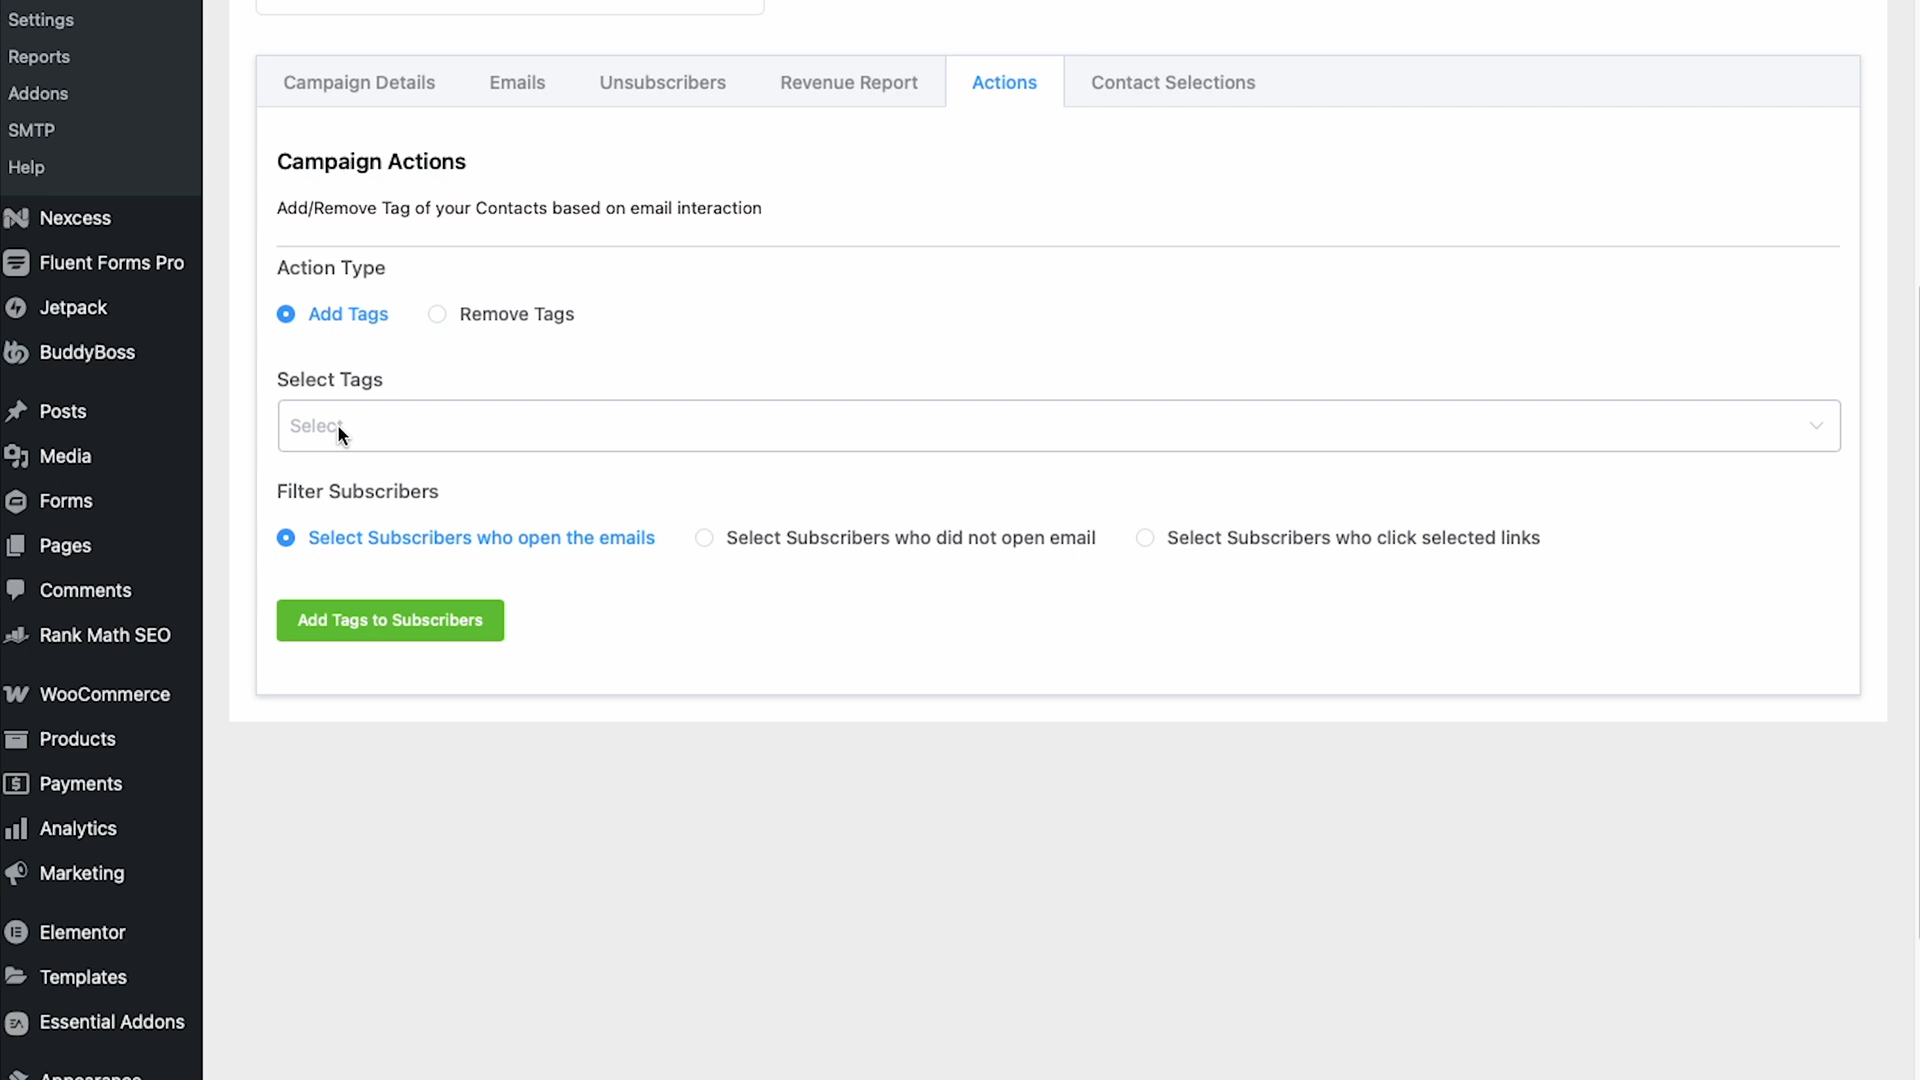 Settings
Reports
Addons
SMTP
Help
Nexcess
Fluent Forms Pro
Jetpack
BuddyBoss
Posts
Media
Forms
Pages
Comments
Rank Math SEO
WooCommerce
Products
Payments
Analytics
Marketing
Elementor
Templates
Essential Addons
Appearance
Campaign Details Emails Unsubscribers Revenue Report Actions Contact Selections
Campaign Actions
Add/Remove Tag of your Contacts based on email interaction
Action Type
Add Tags Remove Tags
Select Tags
Select
Filter Subscribers
Select Subscribers who open the emails Select Subscribers who did not open email Select Subscribers who click selected links
Add Tags to Subscribers